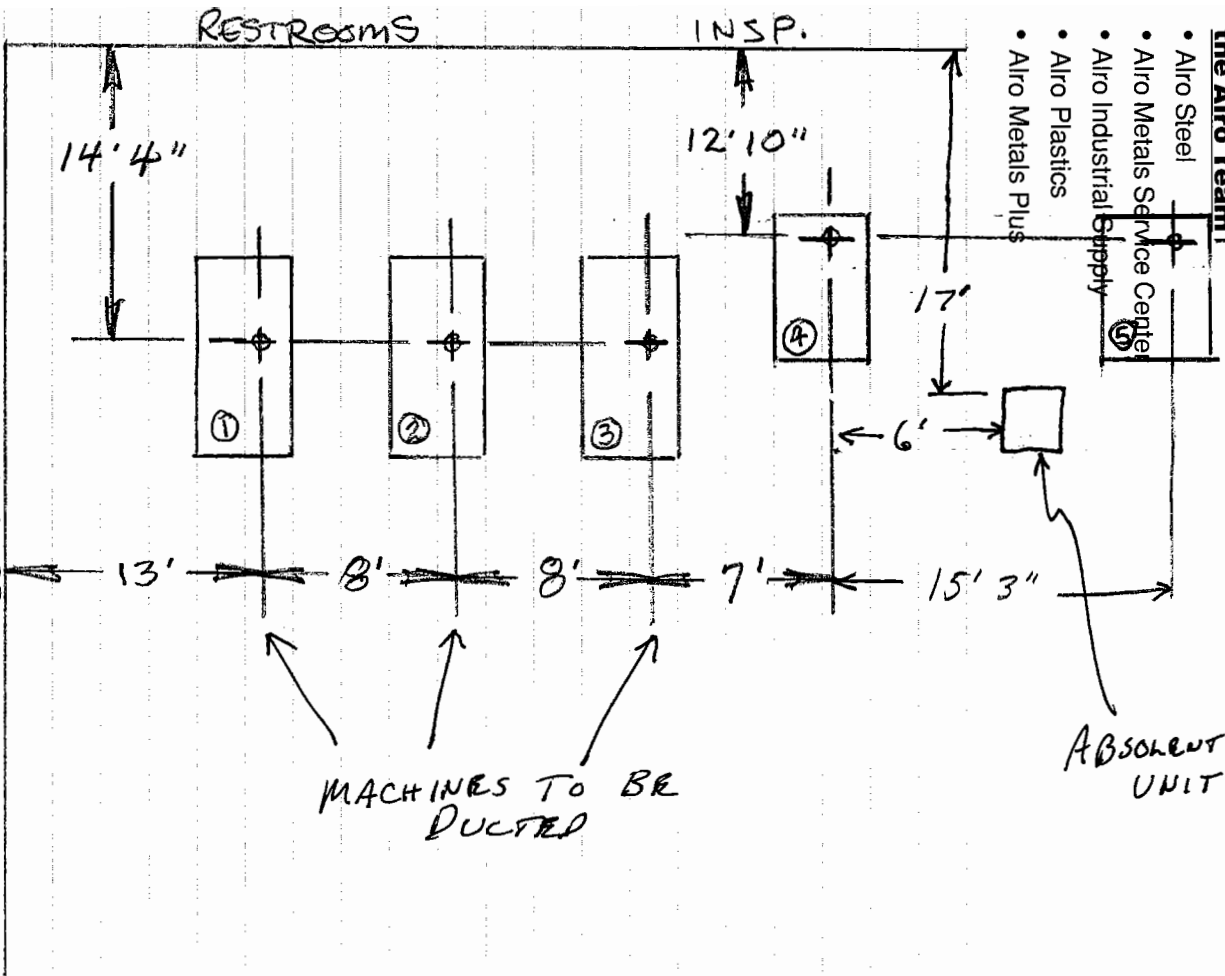 RESTROOMS
INSP.
the Alro Team!
• Alro Steel
• Alro Metals Service Center
• Alro Industrial Supply
• Alro Plastics
• Alro Metals Plus
14' 4"
12' 10"
17'
6'
①
②
③
④
⑤
13'
8'
8'
7'
15' 3"
MACHINES TO BE
DUCTED
ABSOLENT
UNIT